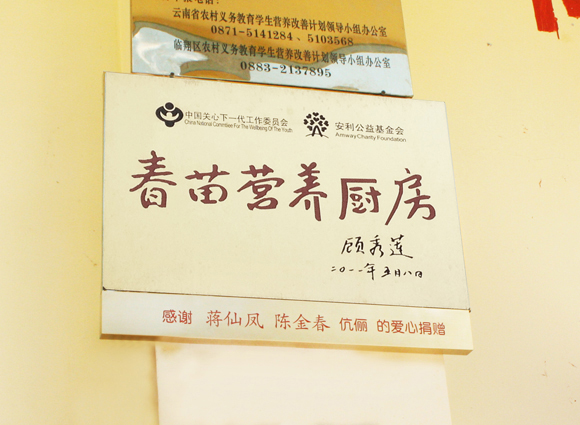 云南省农村义务教育学生营养改善计划领导小组办公室
0871-5141284、5103568
临翔区农村义务教育学生营养改善计划领导小组办公室
0883-2137895
中国关心下一代工作委员会
China National Committee For The Wellbeing Of The Youth
安利公益基金会
Amway Charity Foundation
春苗营养厨房
顾秀莲
二〇一一年五月八日
感谢 蒋仙凤 陈金春 伉俪 的爱心捐赠